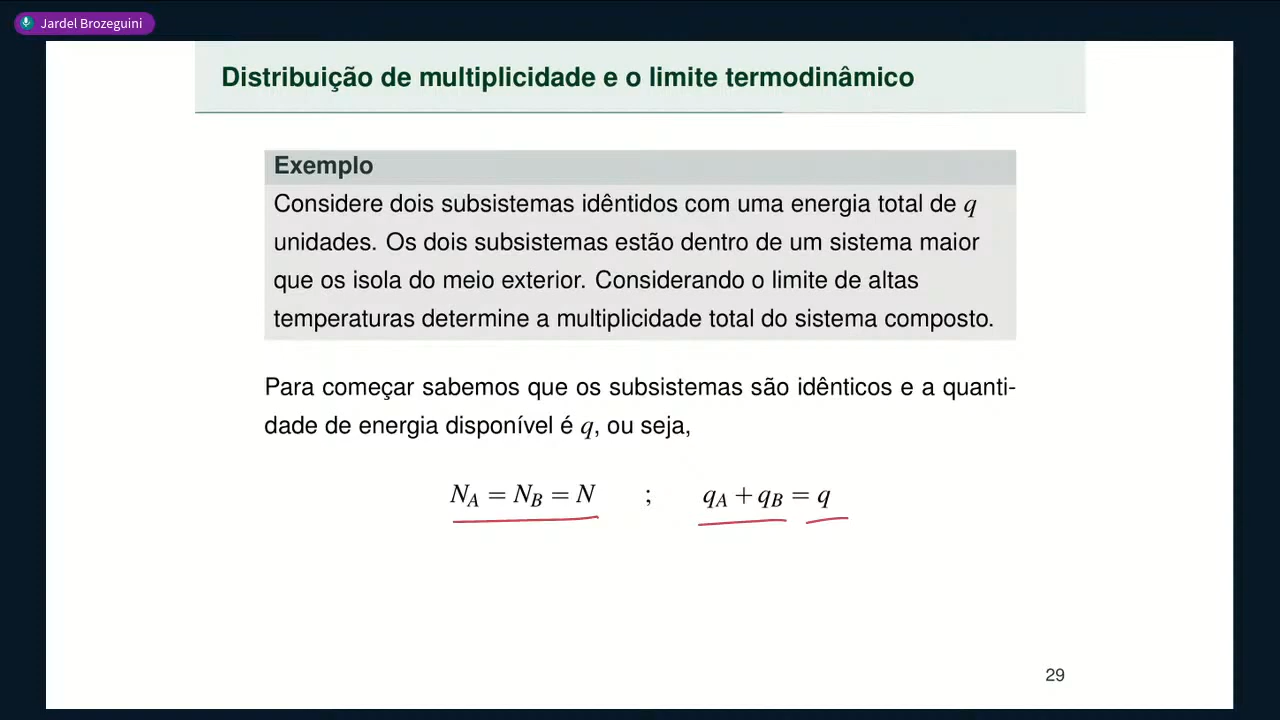 Jardel Brozeguini
Distribuição de multiplicidade e o limite termodinâmico
Exemplo
Considere dois subsistemas idêntidos com uma energia total de q
unidades. Os dois subsistemas estão dentro de um sistema maior
que os isola do meio exterior. Considerando o limite de altas
temperaturas determine a multiplicidade total do sistema composto.
Para começar sabemos que os subsistemas são idênticos e a quanti-
dade de energia disponível é q, ou seja,
N_A = N_B = N ; q_A + q_B = q
29